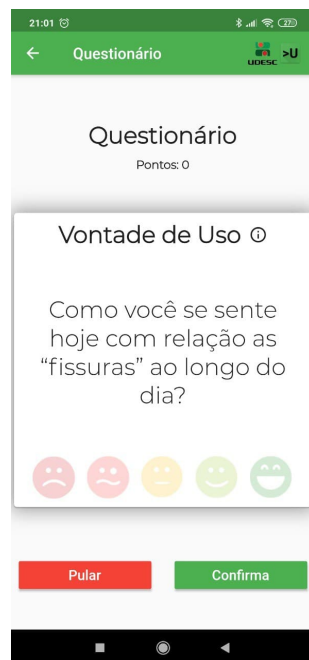 21:01
27
Questionário
UDESC >U
Questionário
Pontos: 0
Vontade de Uso
Como você se sente
hoje com relação as
“fissuras” ao longo do
dia?
Pular Confirma